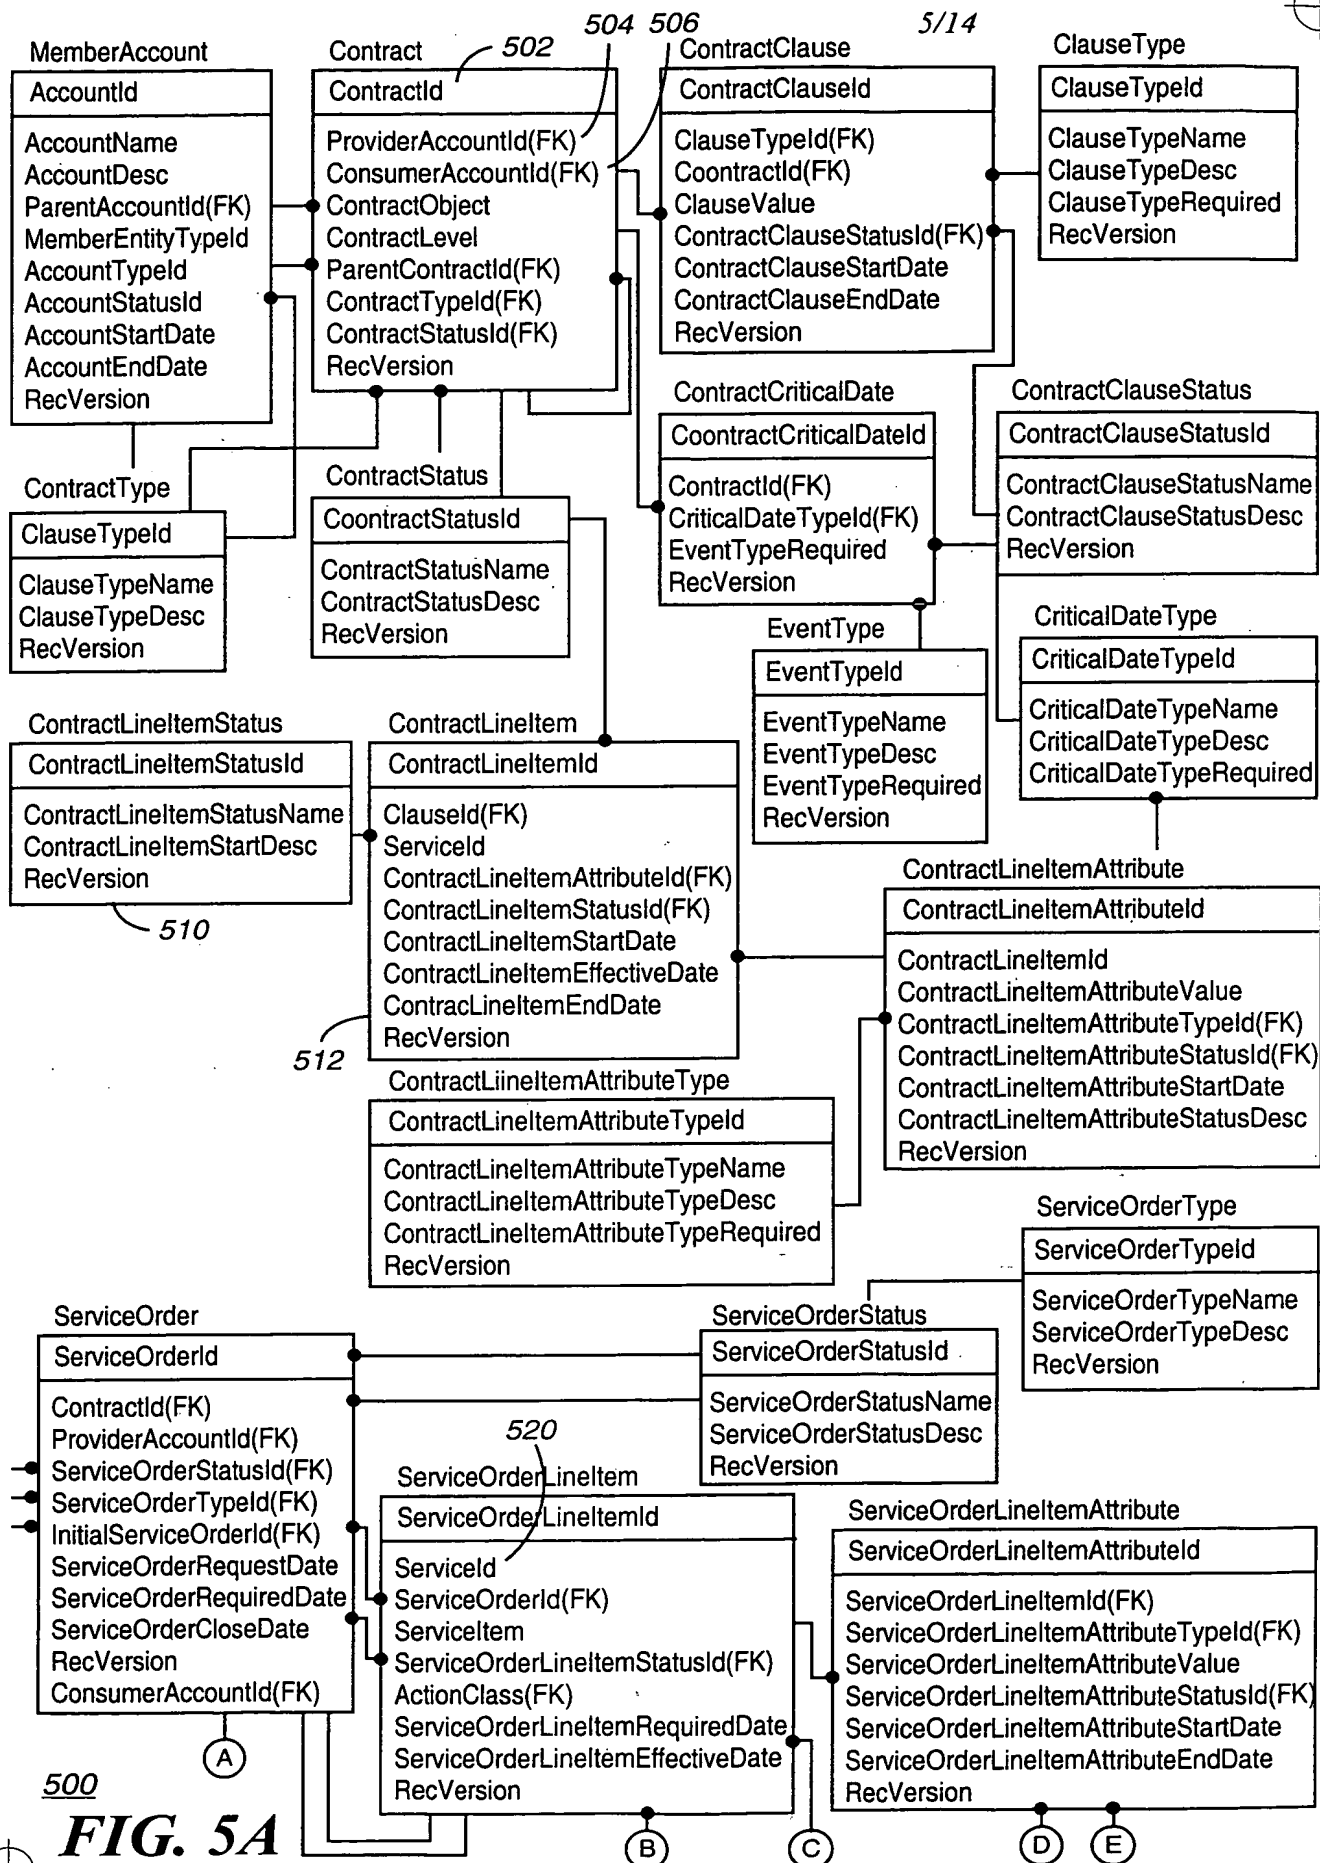 5/14
MemberAccount
AccountId
AccountName
AccountDesc
ParentAccountId(FK)
MemberEntityTypeId
AccountTypeId
AccountStatusId
AccountStartDate
AccountEndDate
RecVersion
Contract
502
504
506
ContractId
ProviderAccountId(FK)
ConsumerAccountId(FK)
ContractObject
ContractLevel
ParentContractId(FK)
ContractTypeId(FK)
ContractStatusId(FK)
RecVersion
ContractClause
ContractClauseId
ClauseTypeId(FK)
CoontractId(FK)
ClauseValue
ContractClauseStatusId(FK)
ContractClauseStartDate
ContractClauseEndDate
RecVersion
ClauseType
ClauseTypeId
ClauseTypeName
ClauseTypeDesc
ClauseTypeRequired
RecVersion
ContractType
ClauseTypeId
ClauseTypeName
ClauseTypeDesc
RecVersion
ContractStatus
CoontractStatusId
ContractStatusName
ContractStatusDesc
RecVersion
ContractCriticalDate
CoontractCriticalDateId
ContractId(FK)
CriticalDateTypeId(FK)
EventTypeRequired
RecVersion
ContractClauseStatus
ContractClauseStatusId
ContractClauseStatusName
ContractClauseStatusDesc
RecVersion
EventType
EventTypeId
EventTypeName
EventTypeDesc
EventTypeRequired
RecVersion
CriticalDateType
CriticalDateTypeId
CriticalDateTypeName
CriticalDateTypeDesc
CriticalDateTypeRequired
ContractLineItemStatus
ContractLineItemStatusId
ContractLineItemStatusName
ContractLineItemStartDesc
RecVersion
510
ContractLineItem
ContractLineItemId
ClauseId(FK)
ServiceId
ContractLineItemAttributeId(FK)
ContractLineItemStatusId(FK)
ContractLineItemStartDate
ContractLineItemEffectiveDate
ContracLineItemEndDate
RecVersion
512
ContractLineItemAttribute
ContractLineItemAttributeId
ContractLineItemId
ContractLineItemAttributeValue
ContractLineItemAttributeTypeId(FK)
ContractLineItemAttributeStatusId(FK)
ContractLineItemAttributeStartDate
ContractLineItemAttributeStatusDesc
RecVersion
ContractLiineItemAttributeType
ContractLineItemAttributeTypeId
ContractLineItemAttributeTypeName
ContractLineItemAttributeTypeDesc
ContractLineItemAttributeTypeRequired
RecVersion
ServiceOrderType
ServiceOrderTypeId
ServiceOrderTypeName
ServiceOrderTypeDesc
RecVersion
ServiceOrder
ServiceOrderId
ContractId(FK)
ProviderAccountId(FK)
ServiceOrderStatusId(FK)
ServiceOrderTypeId(FK)
InitialServiceOrderId(FK)
ServiceOrderRequestDate
ServiceOrderRequiredDate
ServiceOrderCloseDate
RecVersion
ConsumerAccountId(FK)
ServiceOrderStatus
ServiceOrderStatusId
ServiceOrderStatusName
ServiceOrderStatusDesc
RecVersion
520
ServiceOrderLineItem
ServiceOrderLineItemId
ServiceId
ServiceOrderId(FK)
ServiceItem
ServiceOrderLineItemStatusId(FK)
ActionClass(FK)
ServiceOrderLineItemRequiredDate
ServiceOrderLineItemEffectiveDate
RecVersion
ServiceOrderLineItemAttribute
ServiceOrderLineItemAttributeId
ServiceOrderLineItemId(FK)
ServiceOrderLineItemAttributeTypeId(FK)
ServiceOrderLineItemAttributeValue
ServiceOrderLineItemAttributeStatusId(FK)
ServiceOrderLineItemAttributeStartDate
ServiceOrderLineItemAttributeEndDate
RecVersion
A
B
C
D
E
500
FIG. 5A